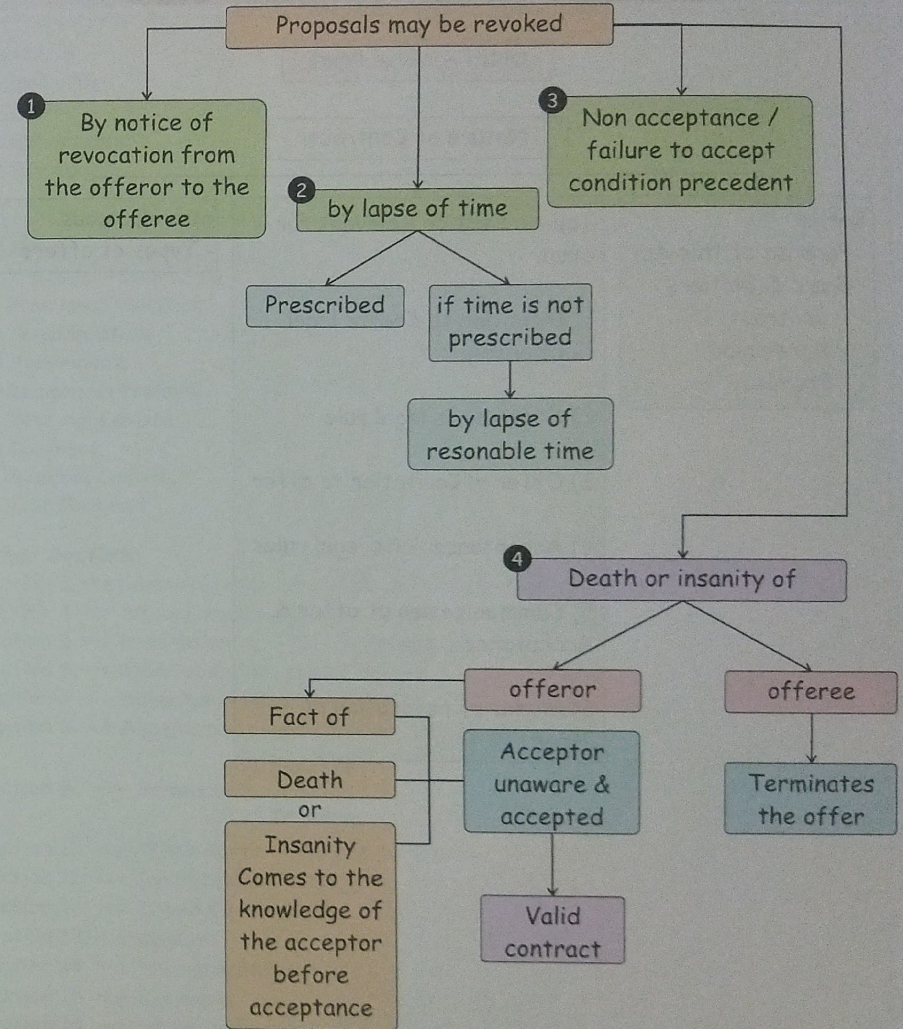 Proposals may be revoked
1
By notice of
revocation from
the offeror to the
offeree
2
by lapse of time
3
Non acceptance /
failure to accept
condition precedent
Prescribed
if time is not
prescribed
by lapse of
resonable time
4
Death or insanity of
offeror
offeree
Fact of
Death
or
Insanity
Comes to the
knowledge of
the acceptor
before
acceptance
Acceptor
unaware &
accepted
Valid
contract
Terminates
the offer